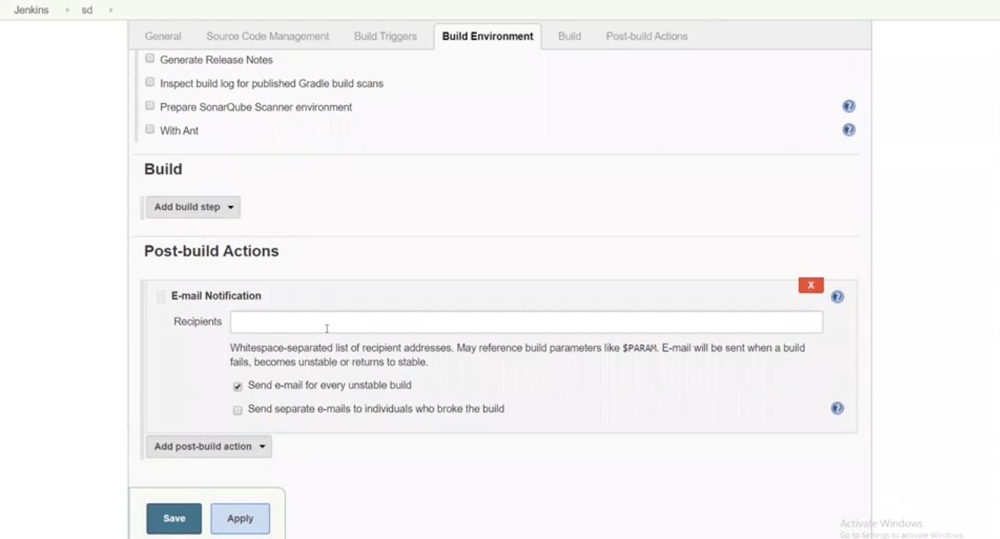 Jenkins sd
General Source Code Management Build Triggers Build Environment Build Post-build Actions
Generate Release Notes
Inspect build log for published Gradle build scans
Prepare SonarQube Scanner environment
With Ant
Build
Add build step
Post-build Actions
X
E-mail Notification
Recipients
Whitespace-separated list of recipient addresses. May reference build parameters like $PARAM. E-mail will be sent when a build
fails, becomes unstable or returns to stable.
Send e-mail for every unstable build
Send separate e-mails to individuals who broke the build
Add post-build action
Save Apply
Activate Windows
Go to Settings to activate Windows.